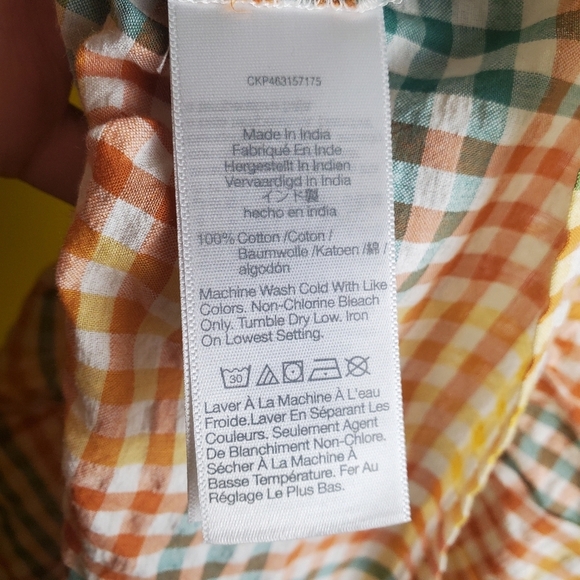 CKP463157175
Made In India
Fabriqué En Inde
Hergestellt In Indien
Vervaardigd In India
インド製
hecho en india
100% Cotton /Coton /
Baumwolle /Katoen /綿 /
algodón
Machine Wash Cold With Like
Colors. Non-Chlorine Bleach
Only. Tumble Dry Low. Iron
On Lowest Setting.
30
Laver À La Machine À L'eau
Froide.Laver En Séparant Les
Couleurs. Seulement Agent
De Blanchiment Non-Chlore.
Sécher À La Machine À
Basse Température. Fer Au
Réglage Le Plus Bas.